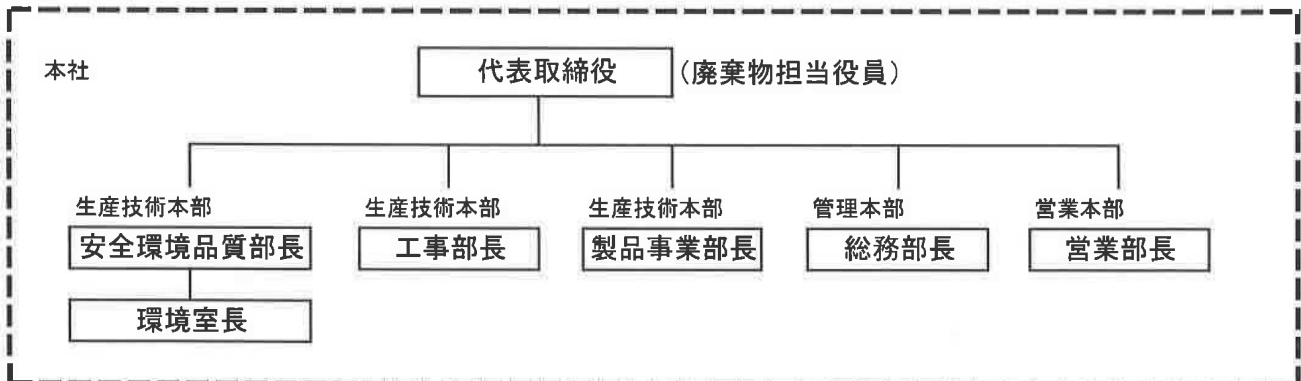 本社
代表取締役 (廃棄物担当役員)
生産技術本部 生産技術本部 生産技術本部 管理本部 営業本部
安全環境品質部長 工事部長 製品事業部長 総務部長 営業部長
環境室長